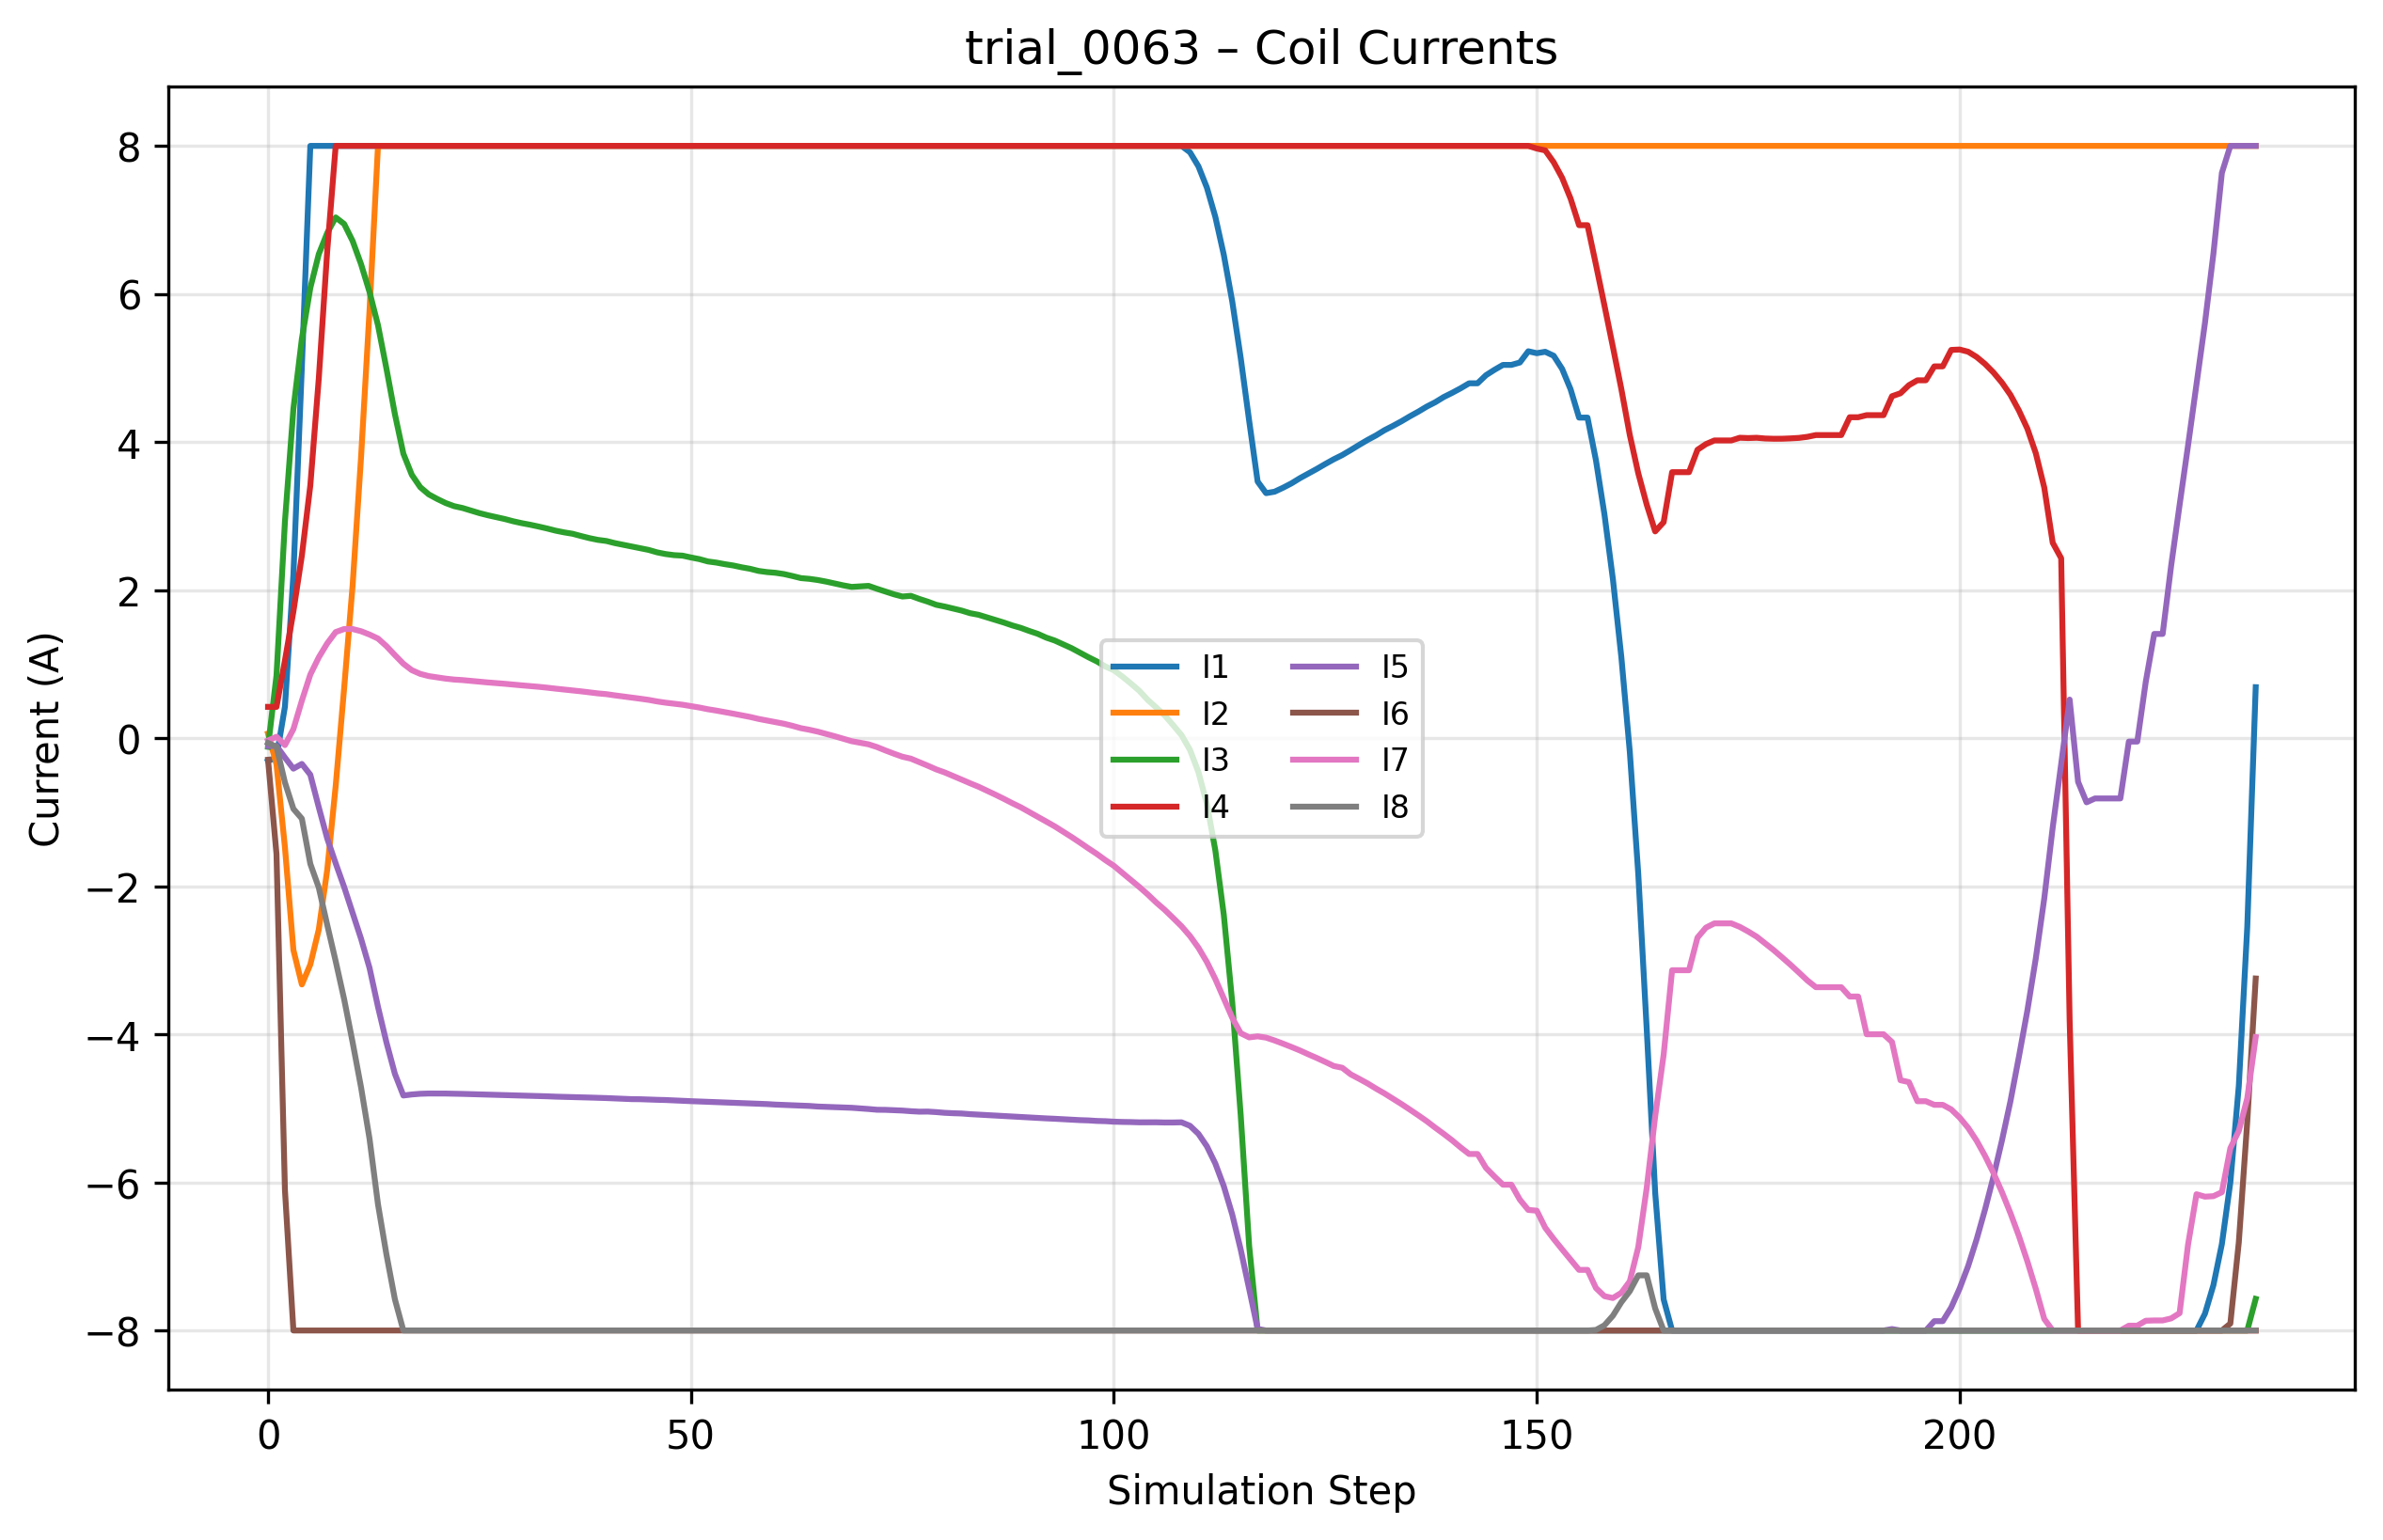 trial_0063 – Coil Currents
Current (A)
8
6
4
2
0
−2
−4
−6
−8
I1
I2
I3
I4
I5
I6
I7
I8
0
50
100
150
200
Simulation Step